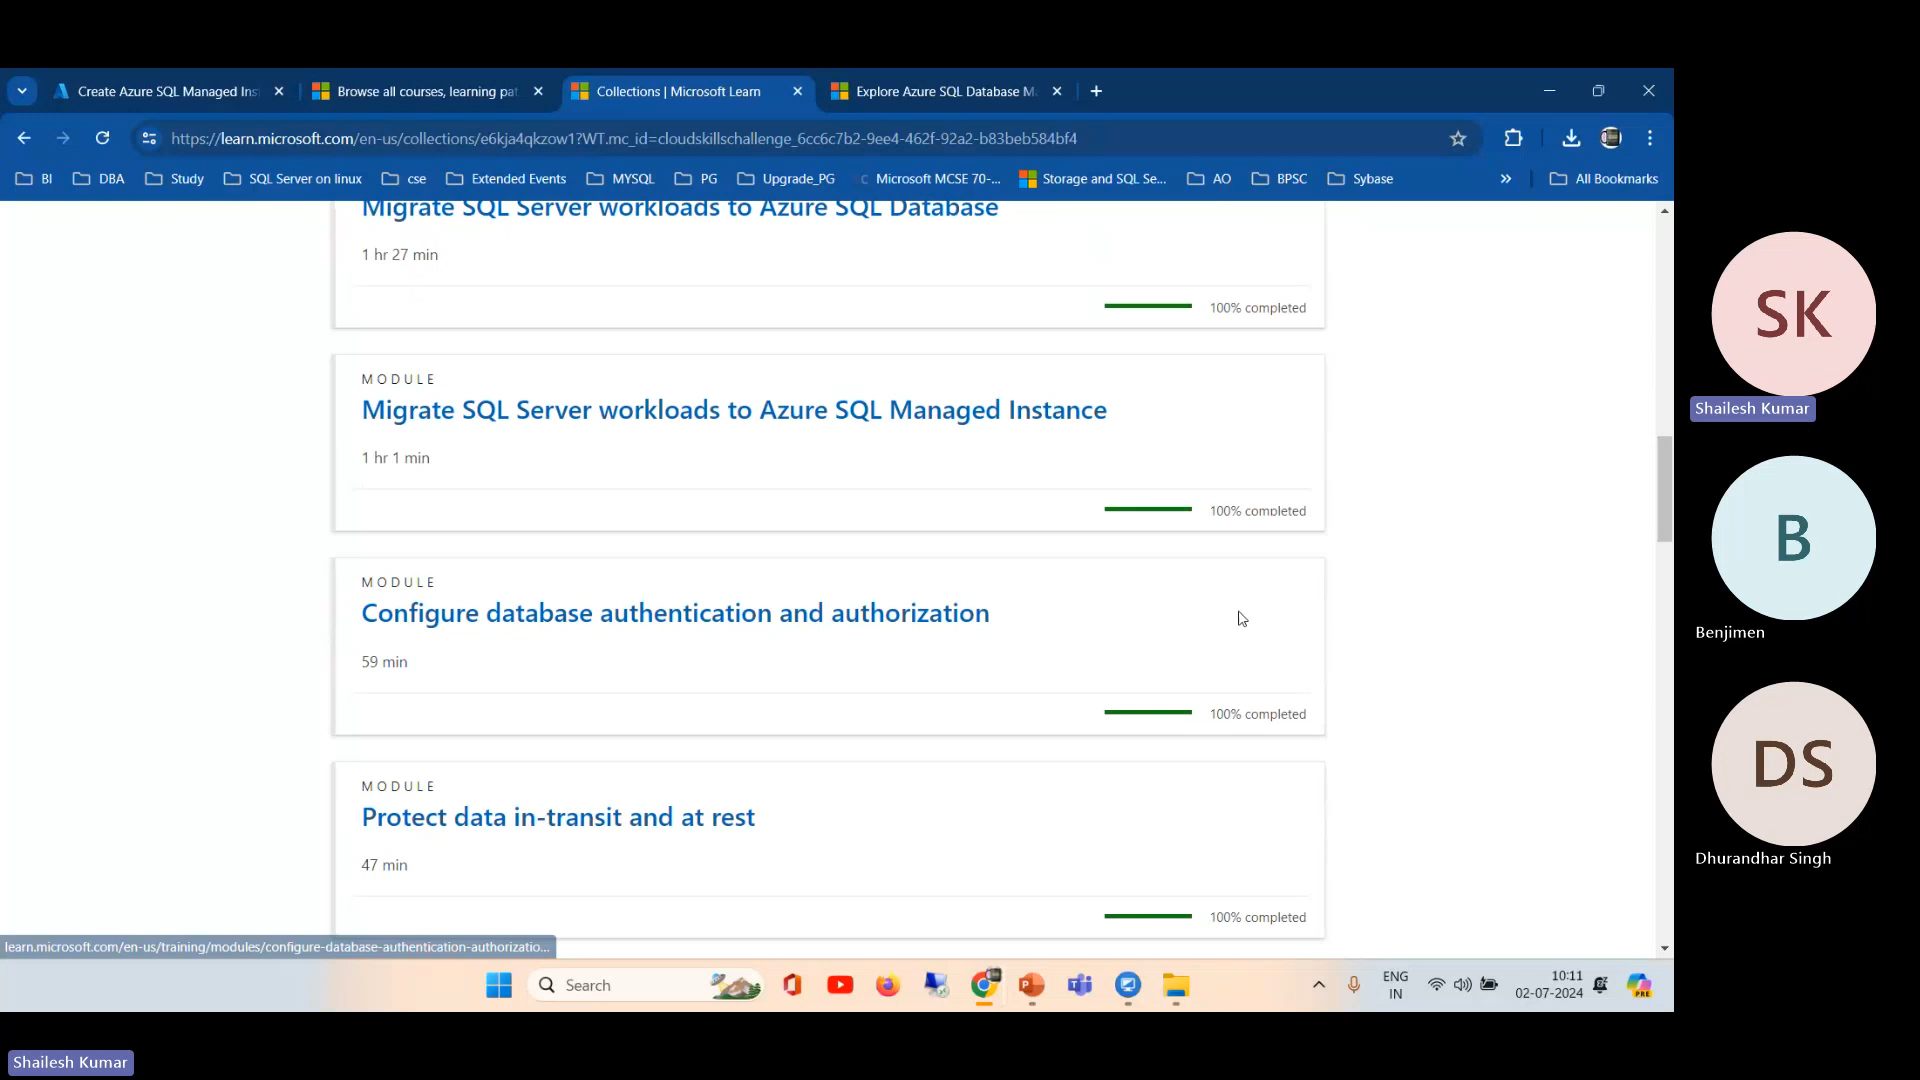 Create Azure SQL Managed Ins
Browse all courses, learning pat
Collections | Microsoft Learn
Explore Azure SQL Database M
https://learn.microsoft.com/en-us/collections/e6kja4qkzow1?WT.mc_id=cloudskillschallenge_6cc6c7b2-9ee4-462f-92a2-b83beb584bf4
BI
DBA
Study
SQL Server on linux
cse
Extended Events
MYSQL
PG
Upgrade_PG
Microsoft MCSE 70-...
Storage and SQL Se...
AO
BPSC
Sybase
All Bookmarks
Migrate SQL Server workloads to Azure SQL Database
1 hr 27 min
100% completed
MODULE
Migrate SQL Server workloads to Azure SQL Managed Instance
1 hr 1 min
100% completed
MODULE
Configure database authentication and authorization
59 min
100% completed
MODULE
Protect data in-transit and at rest
47 min
100% completed
learn.microsoft.com/en-us/training/modules/configure-database-authentication-authorizatio...
Search
ENG
IN
10:11
02-07-2024
PRE
SK
Shailesh Kumar
B
Benjimen
DS
Dhurandhar Singh
Shailesh Kumar